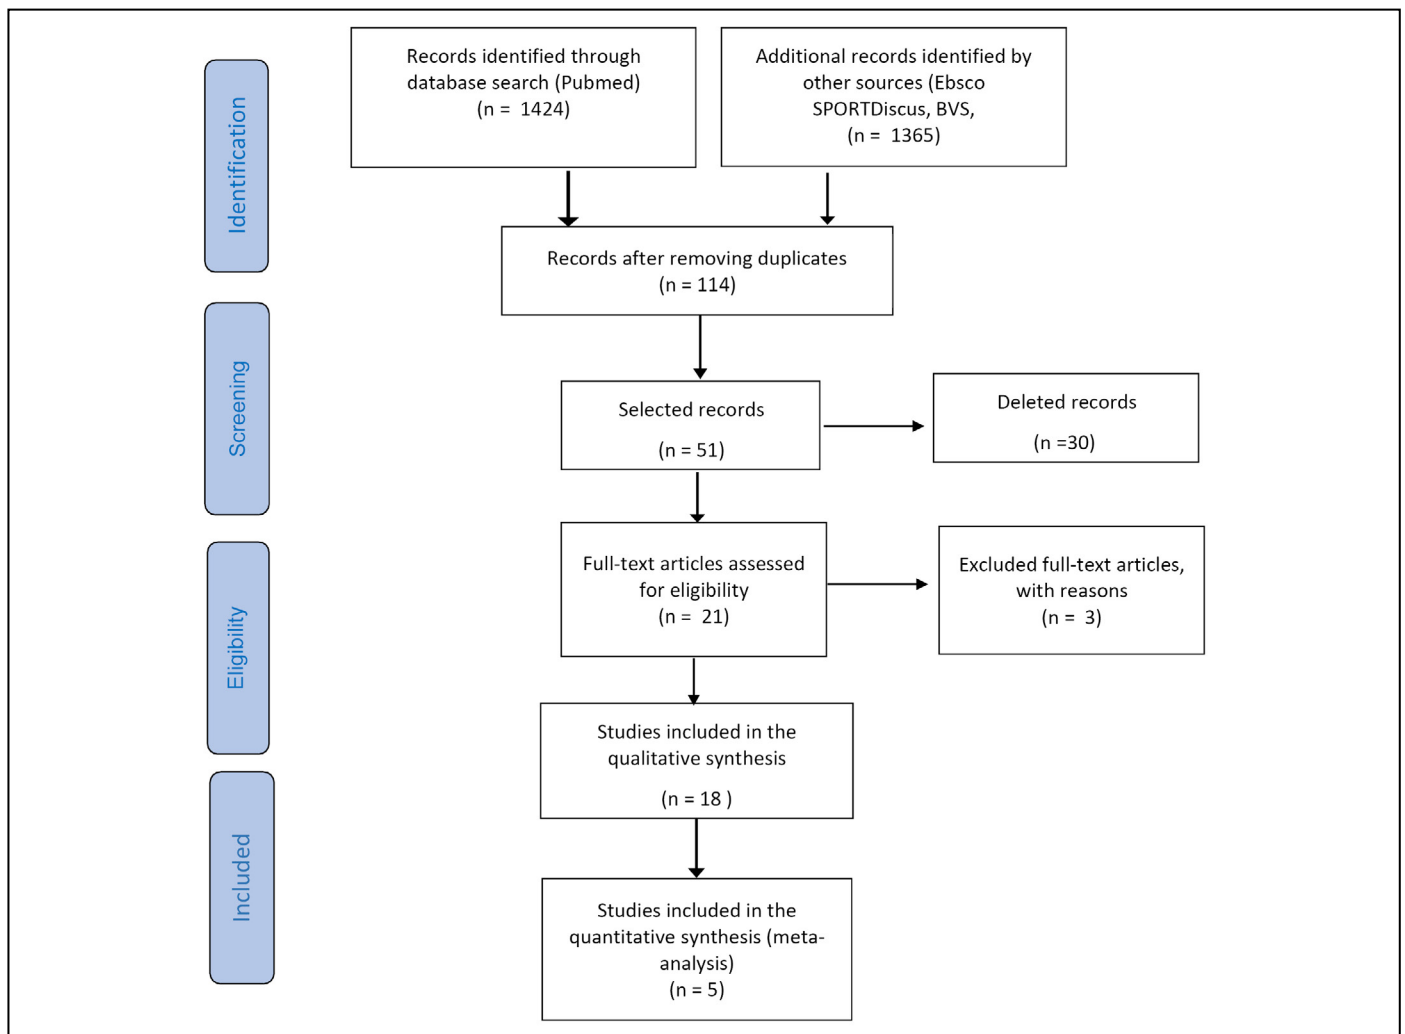 Identification
Records identified through
database search (Pubmed)
(n = 1424)
Additional records identified by
other sources (Ebsco
SPORTDiscus, BVS,
(n = 1365)
Records after removing duplicates
(n = 114)
Screening
Selected records
(n = 51)
Deleted records
(n =30)
Eligibility
Full-text articles assessed
for eligibility
(n = 21)
Excluded full-text articles,
with reasons
(n = 3)
Studies included in the
qualitative synthesis
(n = 18 )
Included
Studies included in the
quantitative synthesis (meta-
analysis)
(n = 5)